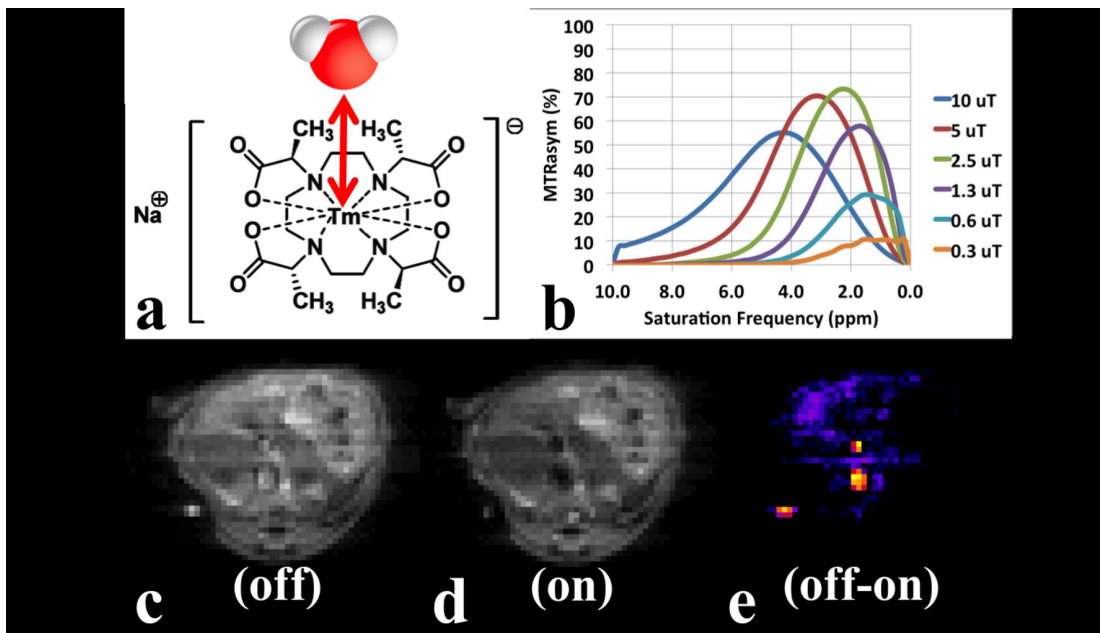 CH3
H3C
O
O
O
O
N
N
Na⊕
Tm
⊖
N
N
O
O
O
O
CH3
H3C
a
MTRasym (%)
100
90
80
70
60
50
40
30
20
10
0
10.0 8.0 6.0 4.0 2.0 0.0
Saturation Frequency (ppm)
10 uT
5 uT
2.5 uT
1.3 uT
0.6 uT
0.3 uT
b
c
(off)
d
(on)
e
(off-on)